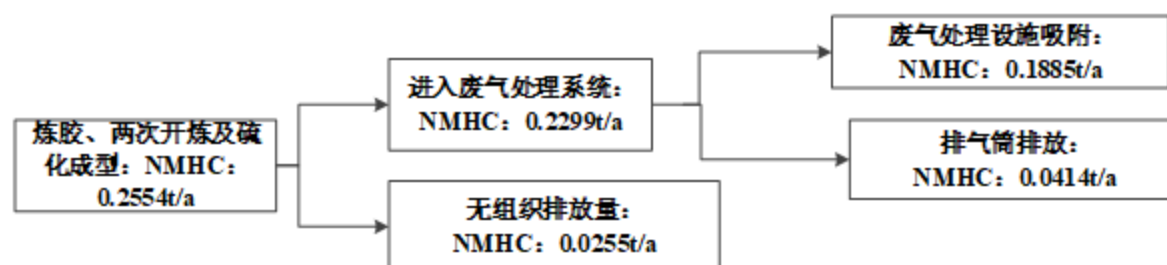 炼胶、两次开炼及硫
化成型：NMHC：
0.2554t/a
进入废气处理系统：
NMHC：0.2299t/a
无组织排放量：
NMHC：0.0255t/a
废气处理设施吸附：
NMHC：0.1885t/a
排气筒排放：
NMHC：0.0414t/a